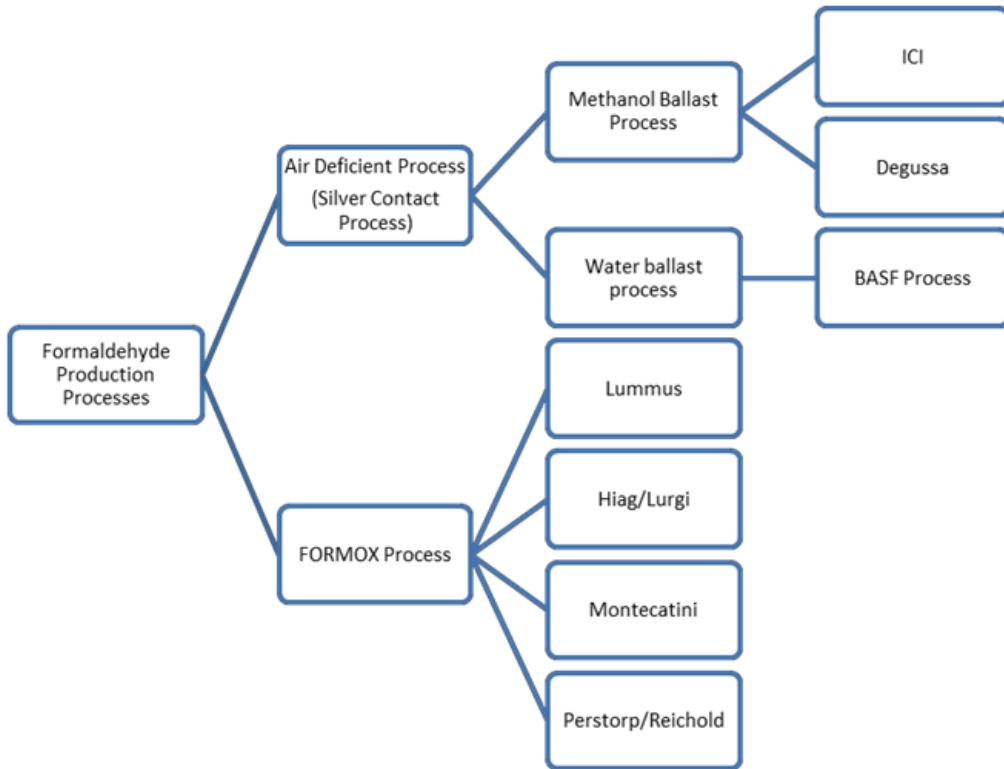 Formaldehyde
Production
Processes
Air Deficient Process
(Silver Contact
Process)
Methanol Ballast
Process
ICI
Degussa
Water ballast
process
BASF Process
FORMOX Process
Lummus
Hiag/Lurgi
Montecatini
Perstorp/Reichold